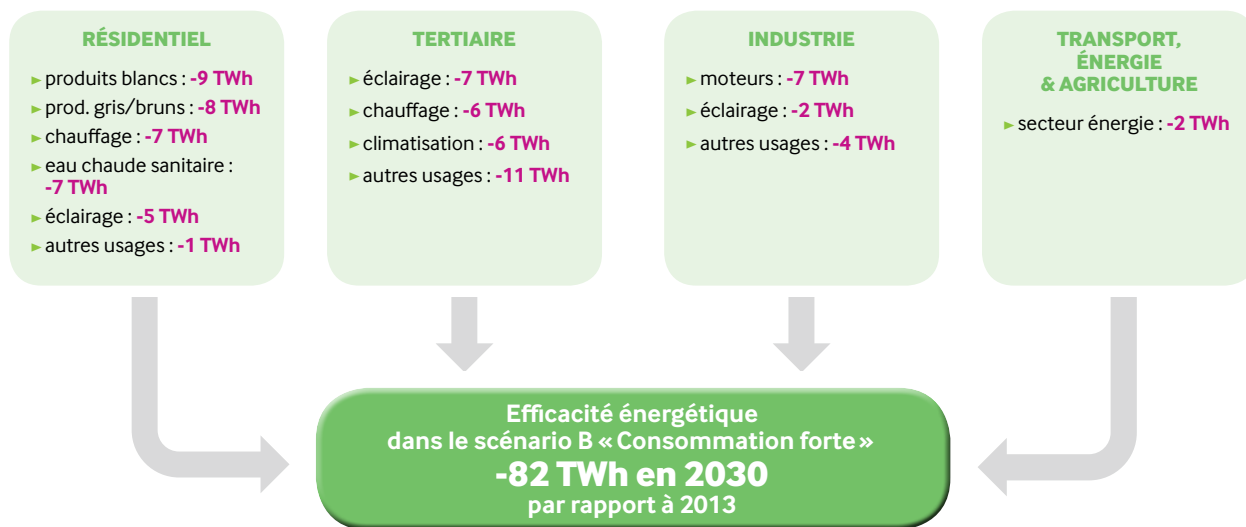 RÉSIDENTIEL
► produits blancs : -9 TWh
► prod. gris/bruns : -8 TWh
► chauffage : -7 TWh
► eau chaude sanitaire :
-7 TWh
► éclairage : -5 TWh
► autres usages : -1 TWh
TERTIAIRE
► éclairage : -7 TWh
► chauffage : -6 TWh
► climatisation : -6 TWh
► autres usages : -11 TWh
INDUSTRIE
► moteurs : -7 TWh
► éclairage : -2 TWh
► autres usages : -4 TWh
TRANSPORT,
ÉNERGIE
& AGRICULTURE
► secteur énergie : -2 TWh
Efficacité énergétique
dans le scénario B « Consommation forte »
-82 TWh en 2030
par rapport à 2013